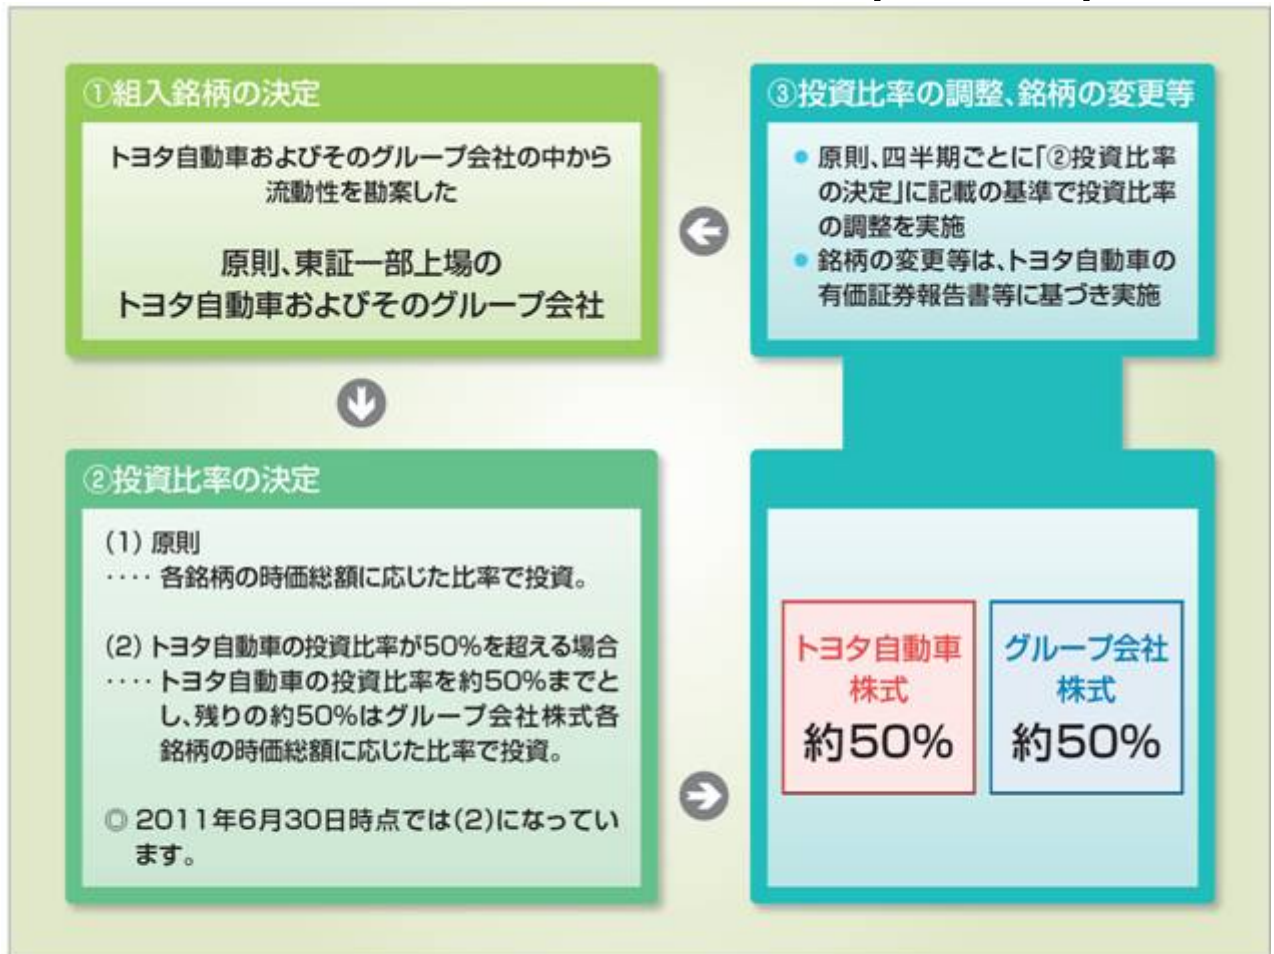 ①組入銘柄の決定
トヨタ自動車およびそのグループ会社の中から
流動性を勘案した
原則、東証一部上場の
トヨタ自動車およびそのグループ会社
②投資比率の決定
(1) 原則
‥‥ 各銘柄の時価総額に応じた比率で投資。
(2) トヨタ自動車の投資比率が50%を超える場合
‥‥ トヨタ自動車の投資比率を約50%までと
し、残りの約50%はグループ会社株式各
銘柄の時価総額に応じた比率で投資。
◎ 2011年6月30日時点では(2)になってい
ます。
トヨタ自動車
株式
約50%
グループ会社
株式
約50%
③投資比率の調整、銘柄の変更等
● 原則、四半期ごとに「②投資比率
の決定」に記載の基準で投資比率
の調整を実施
● 銘柄の変更等は、トヨタ自動車の
有価証券報告書等に基づき実施